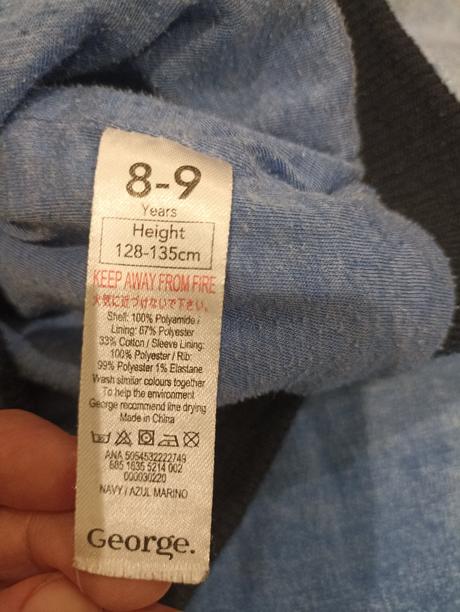 8-9
Years
Height
128-135cm
KEEP AWAY FROM FIRE
火気に近づけないで下さい。
Shell: 100% Polyamide /
Lining: 67% Polyester
33% Cotton / Sleeve Lining:
100% Polyester / Rib:
99% Polyester 1% Elastane
Wash similar colours together
To help the environment
George recommend line drying
Made in China
ANA 5054532222749
685 1635 5214 002
000030220
NAVY / AZUL MARINO
George.